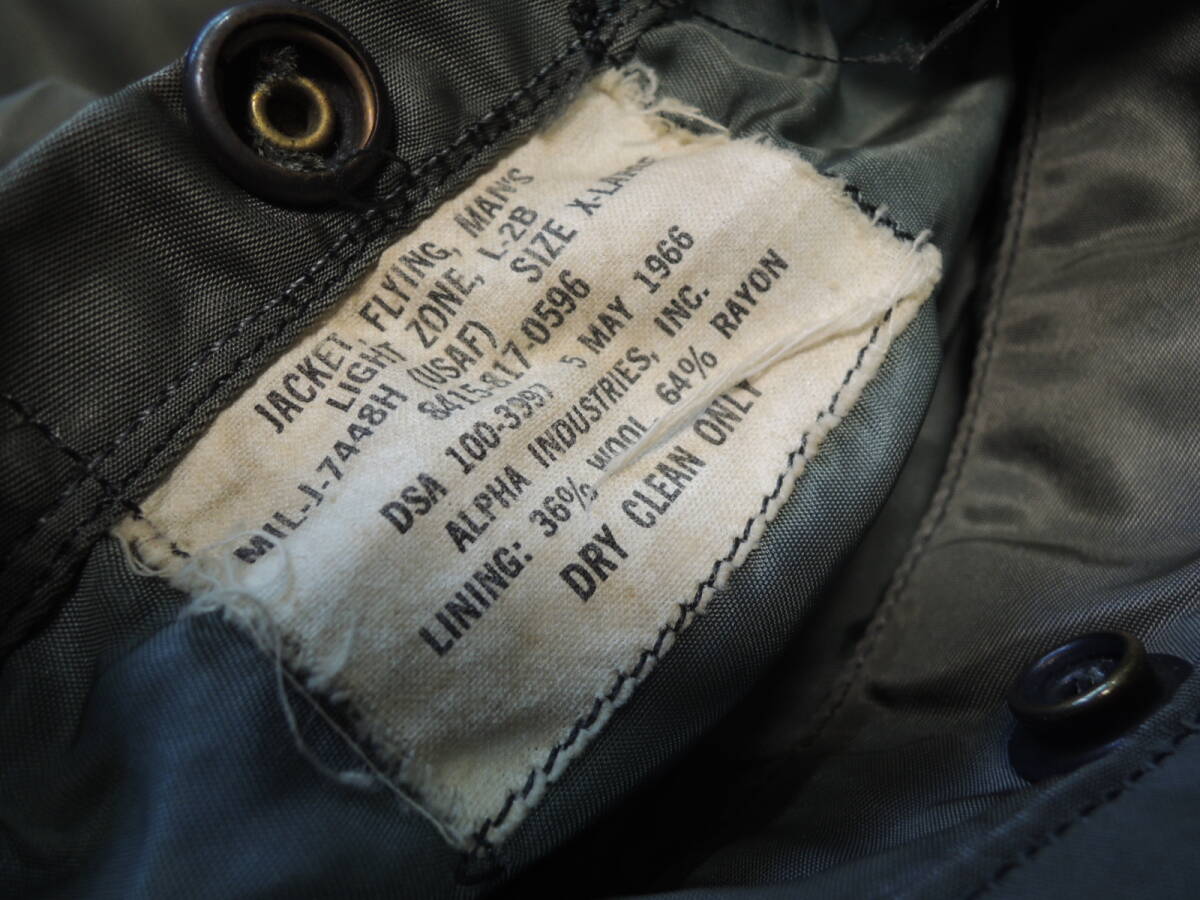 JACKET, FLYING, MAN'S
LIGHT ZONE, L-2B
MIL-J-7448H (USAF) SIZE X-LARGE
8415-817-0596
DSA 100-3997 5 MAY 1966
ALPHA INDUSTRIES, INC.
LINING: 36% WOOL 64% RAYON
DRY CLEAN ONLY